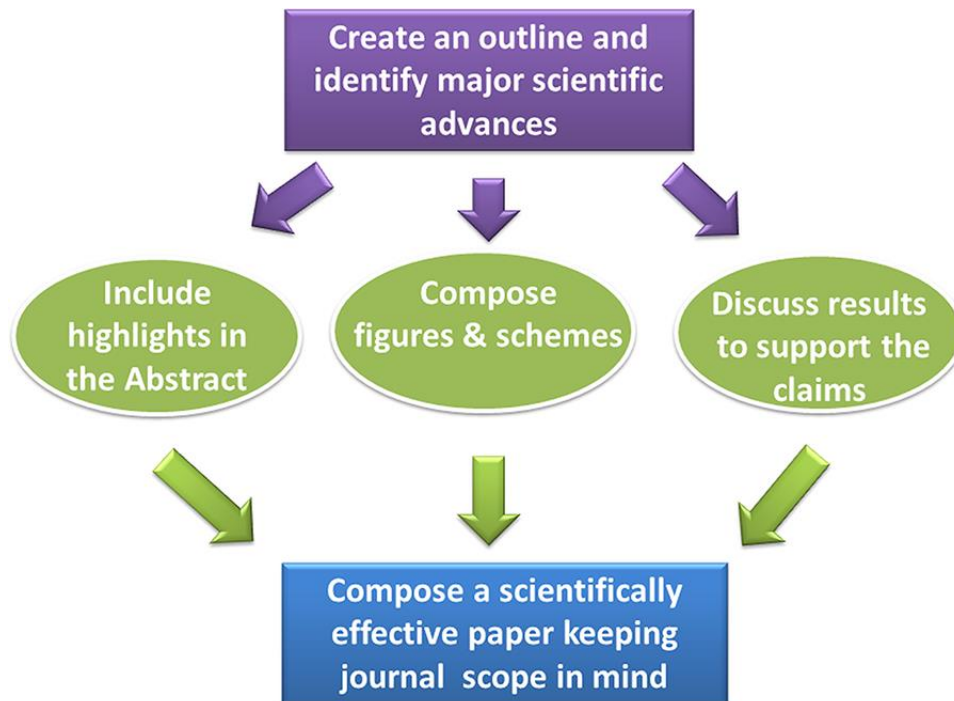 Create an outline and
identify major scientific
advances
Include
highlights in
the Abstract
Compose
figures & schemes
Discuss results
to support the
claims
Compose a scientifically
effective paper keeping
journal scope in mind